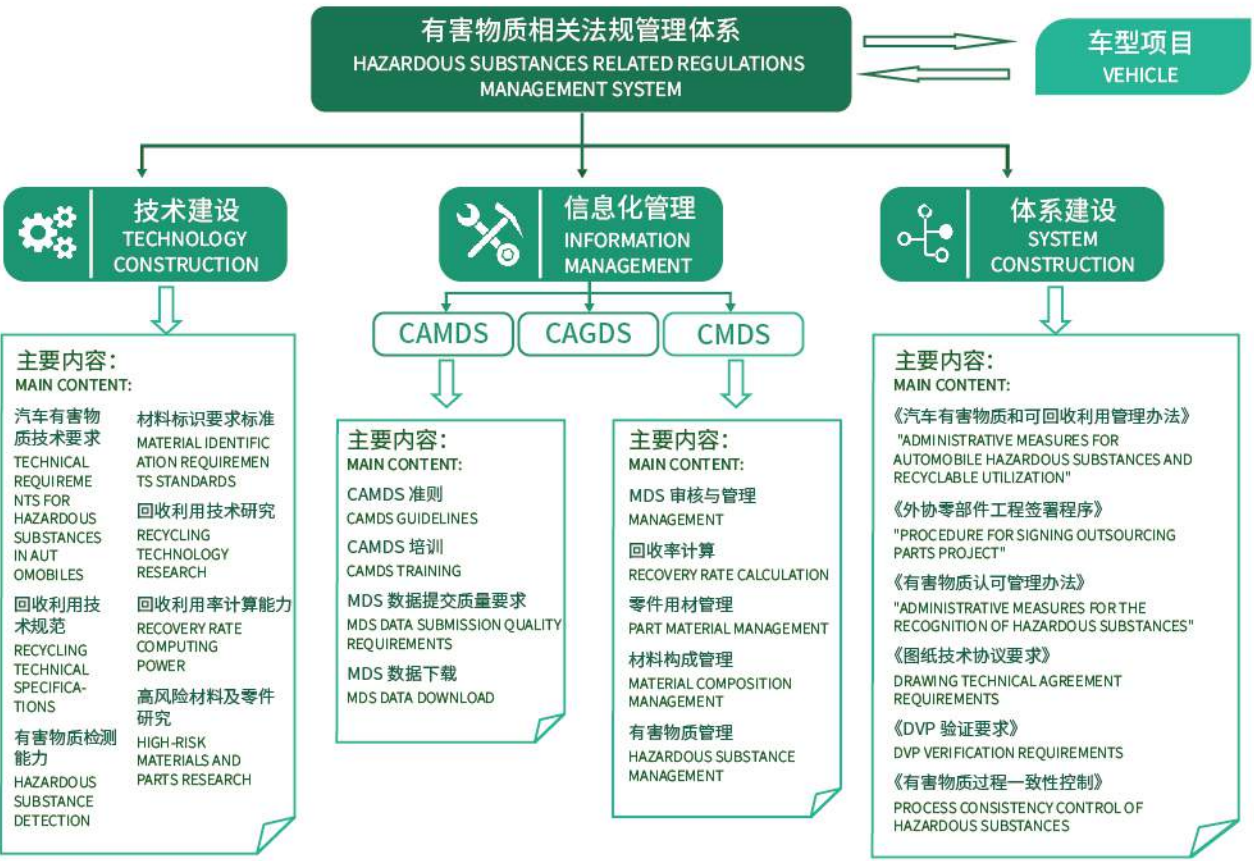 有害物质相关法规管理体系
HAZARDOUS SUBSTANCES RELATED REGULATIONS
MANAGEMENT SYSTEM
车型项目
VEHICLE
技术建设
TECHNOLOGY
CONSTRUCTION
信息化管理
INFORMATION
MANAGEMENT
体系建设
SYSTEM
CONSTRUCTION
CAMDS
CAGDS
CMDS
主要内容：
MAIN CONTENT:
汽车有害物
质技术要求
TECHNICAL
REQUIREME
NTS FOR
HAZARDOUS
SUBSTANCES
IN AUT
OMOBILES
回收利用技
术规范
RECYCLING
TECHNICAL
SPECIFICA-
TIONS
有害物质检测
能力
HAZARDOUS
SUBSTANCE
DETECTION
材料标识要求标准
MATERIAL IDENTIFIC
ATION REQUIREMEN
TS STANDARDS
回收利用技术研究
RECYCLING
TECHNOLOGY
RESEARCH
回收利用率计算能力
RECOVERY RATE
COMPUTING
POWER
高风险材料及零件
研究
HIGH-RISK
MATERIALS AND
PARTS RESEARCH
主要内容：
MAIN CONTENT:
CAMDS 准则
CAMDS GUIDELINES
CAMDS 培训
CAMDS TRAINING
MDS 数据提交质量要求
MDS DATA SUBMISSION QUALITY
REQUIREMENTS
MDS 数据下载
MDS DATA DOWNLOAD
主要内容：
MAIN CONTENT:
MDS 审核与管理
MANAGEMENT
回收率计算
RECOVERY RATE CALCULATION
零件用材管理
PART MATERIAL MANAGEMENT
材料构成管理
MATERIAL COMPOSITION
MANAGEMENT
有害物质管理
HAZARDOUS SUBSTANCE
MANAGEMENT
主要内容：
MAIN CONTENT:
《汽车有害物质和可回收利用管理办法》
"ADMINISTRATIVE MEASURES FOR
AUTOMOBILE HAZARDOUS SUBSTANCES AND
RECYCLABLE UTILIZATION"
《外协零部件工程签署程序》
"PROCEDURE FOR SIGNING OUTSOURCING
PARTS PROJECT"
《有害物质认可管理办法》
"ADMINISTRATIVE MEASURES FOR THE
RECOGNITION OF HAZARDOUS SUBSTANCES"
《图纸技术协议要求》
DRAWING TECHNICAL AGREEMENT
REQUIREMENTS
《DVP 验证要求》
DVP VERIFICATION REQUIREMENTS
《有害物质过程一致性控制》
PROCESS CONSISTENCY CONTROL OF
HAZARDOUS SUBSTANCES